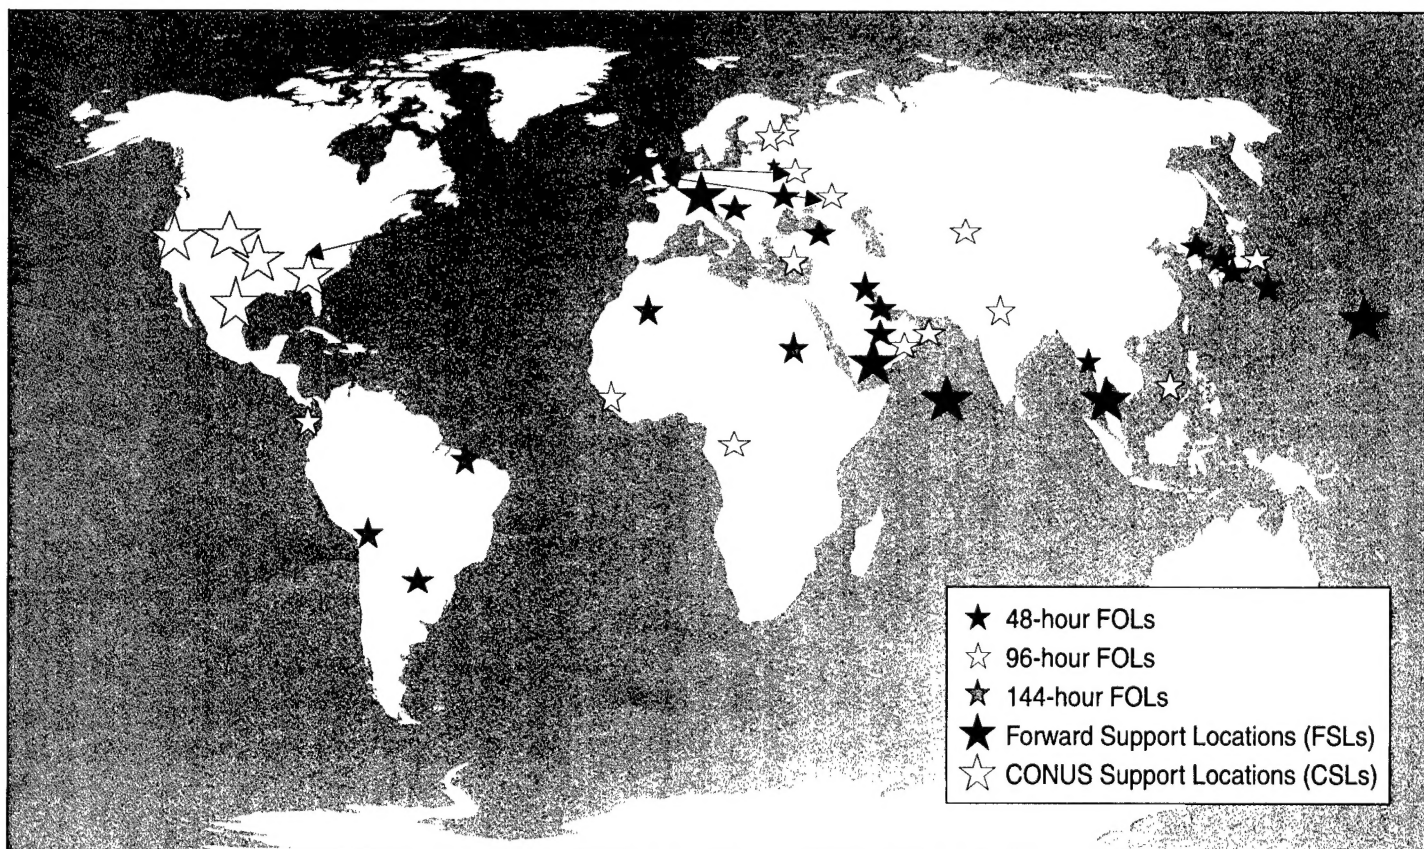 48-hour FOLs
96-hour FOLs
144-hour FOLs
Forward Support Locations (FSLs)
CONUS Support Locations (CSLs)